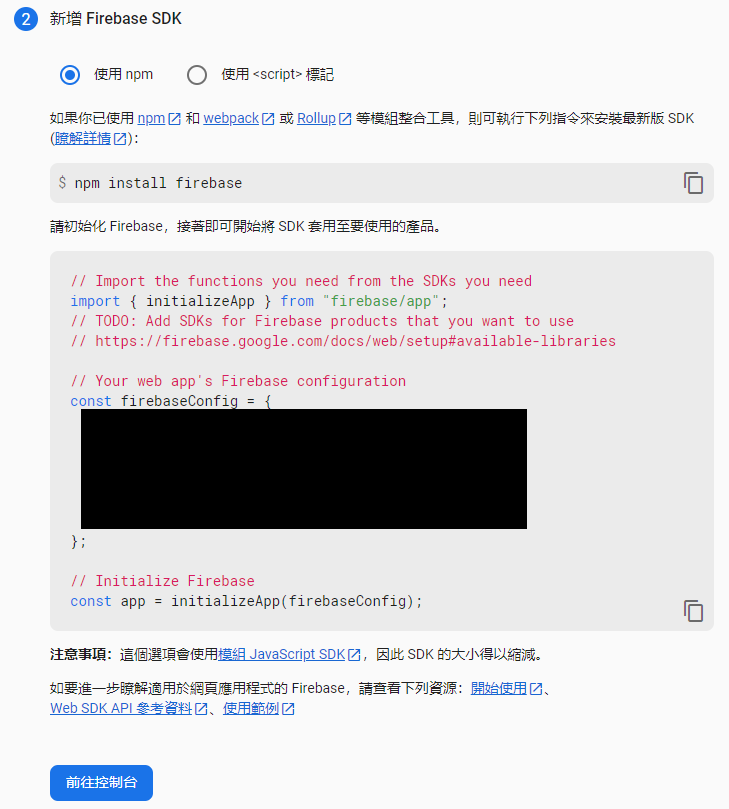 2 新增 Firebase SDK
使用 npm 使用 <script> 標記
如果你已使用 npm 和 webpack 或 Rollup 等模組整合工具，則可執行下列指令來安裝最新版 SDK
(瞭解詳情)：
$ npm install firebase
請初始化 Firebase，接著即可開始將 SDK 套用至要使用的產品。
// Import the functions you need from the SDKs you need
import { initializeApp } from "firebase/app";
// TODO: Add SDKs for Firebase products that you want to use
// https://firebase.google.com/docs/web/setup#available-libraries
// Your web app's Firebase configuration
const firebaseConfig = {
};
// Initialize Firebase
const app = initializeApp(firebaseConfig);
注意事項：這個選項會使用模組 JavaScript SDK，因此 SDK 的大小得以縮減。
如要進一步瞭解適用於網頁應用程式的 Firebase，請查看下列資源：開始使用、
Web SDK API 參考資料、使用範例
前往控制台